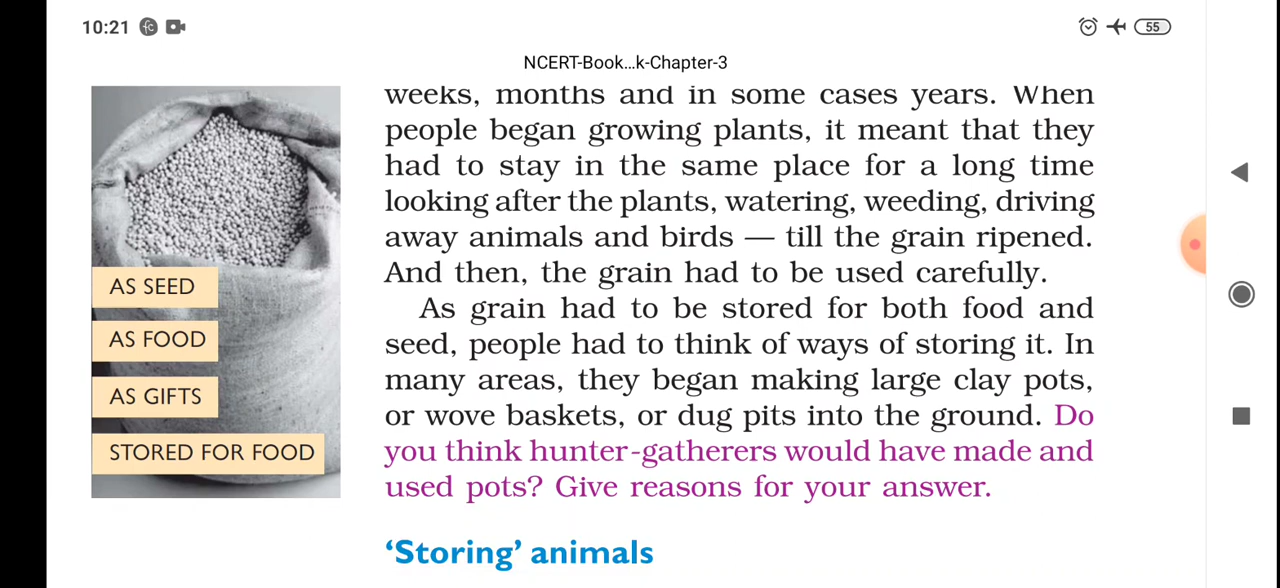 10:21
55
NCERT-Book...k-Chapter-3
weeks, months and in some cases years. When
people began growing plants, it meant that they
had to stay in the same place for a long time
looking after the plants, watering, weeding, driving
away animals and birds — till the grain ripened.
And then, the grain had to be used carefully.
As grain had to be stored for both food and
seed, people had to think of ways of storing it. In
many areas, they began making large clay pots,
or wove baskets, or dug pits into the ground. Do
you think hunter-gatherers would have made and
used pots? Give reasons for your answer.
AS SEED
AS FOOD
AS GIFTS
STORED FOR FOOD
‘Storing’ animals